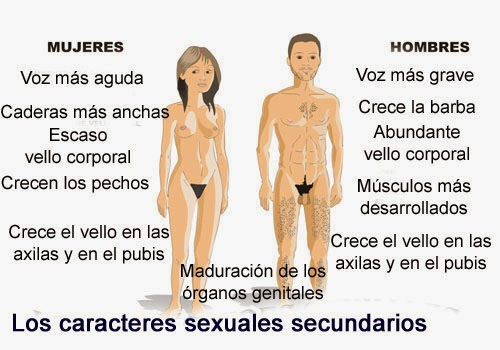 MUJERES
Voz más aguda
Caderas más anchas
Escaso
vello corporal
Crecen los pechos
Crece el vello en las
axilas y en el pubis
HOMBRES
Voz más grave
Crece la barba
Abundante
vello corporal
Músculos más
desarrollados
Crece el vello en las
axilas y en el pubis
Maduración de los
órganos genitales
Los caracteres sexuales secundarios